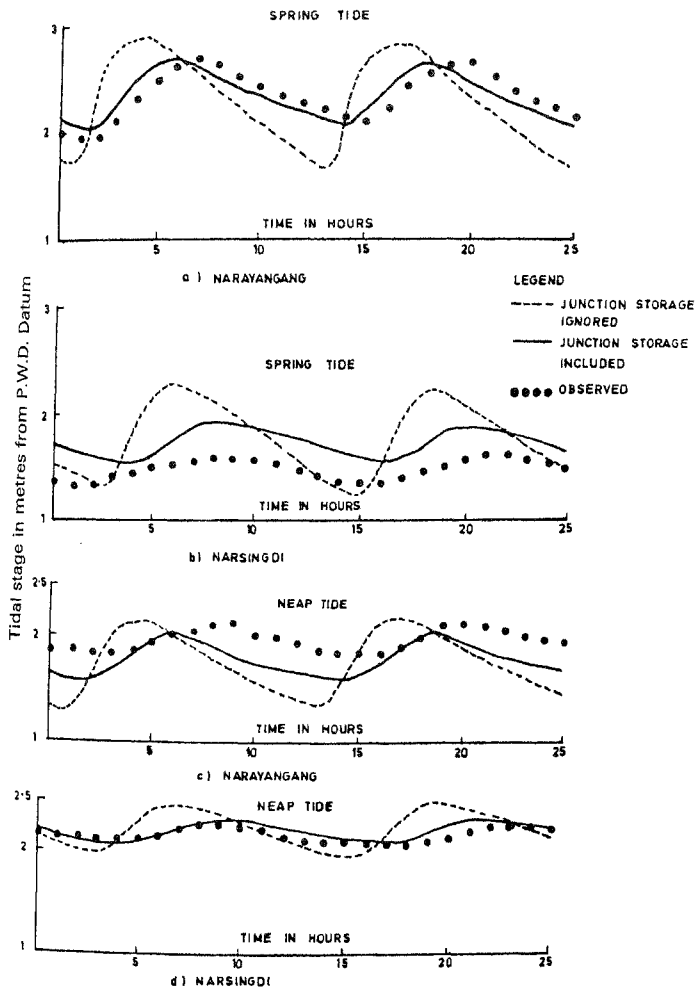 SPRING TIDE
3
2
1
TIME IN HOURS
5
10
15
20
25
a) NARAYANGANG
LEGEND
JUNCTION STORAGE
IGNORED
JUNCTION STORAGE
INCLUDED
OBSERVED
Tidal stage in metres from P.W.D. Datum
3
SPRING TIDE
2
1
TIME IN HOURS
5
10
15
20
25
b) NARSINGDI
2·5
NEAP TIDE
2
1
TIME IN HOURS
5
10
15
20
25
c) NARAYANGANG
2·5
NEAP TIDE
2
1
TIME IN HOURS
5
10
15
20
25
d) NARSINGDI